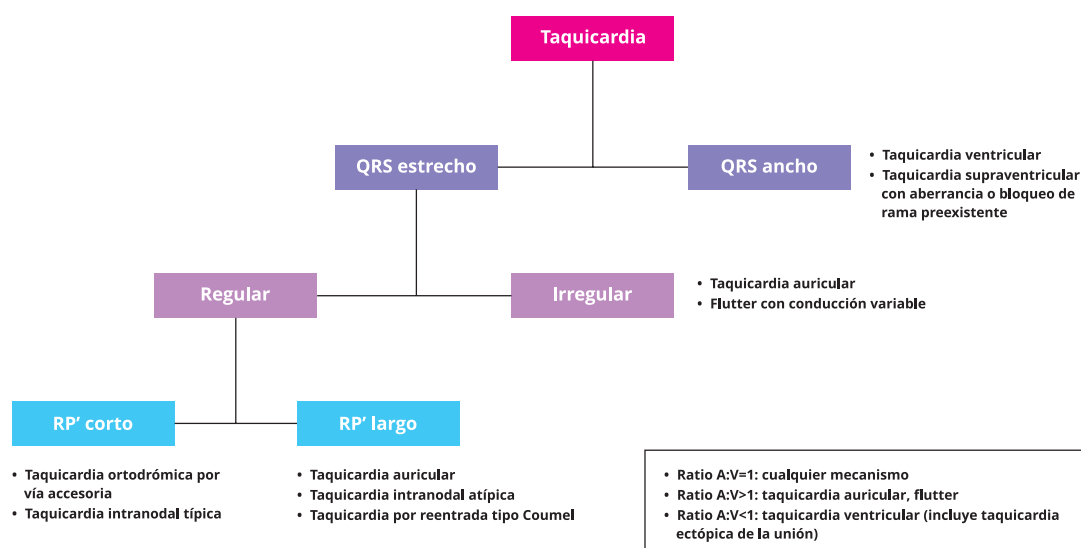 Taquicardia
QRS estrecho
QRS ancho
• Taquicardia ventricular
• Taquicardia supraventricular
con aberrancia o bloqueo de
rama preexistente
Regular
Irregular
• Taquicardia auricular
• Flutter con conducción variable
RP’ corto
RP’ largo
• Taquicardia ortodrómica por
vía accesoria
• Taquicardia intranodal típica
• Taquicardia auricular
• Taquicardia intranodal atípica
• Taquicardia por reentrada tipo Coumel
• Ratio A:V=1: cualquier mecanismo
• Ratio A:V>1: taquicardia auricular, flutter
• Ratio A:V<1: taquicardia ventricular (incluye taquicardia
ectópica de la unión)